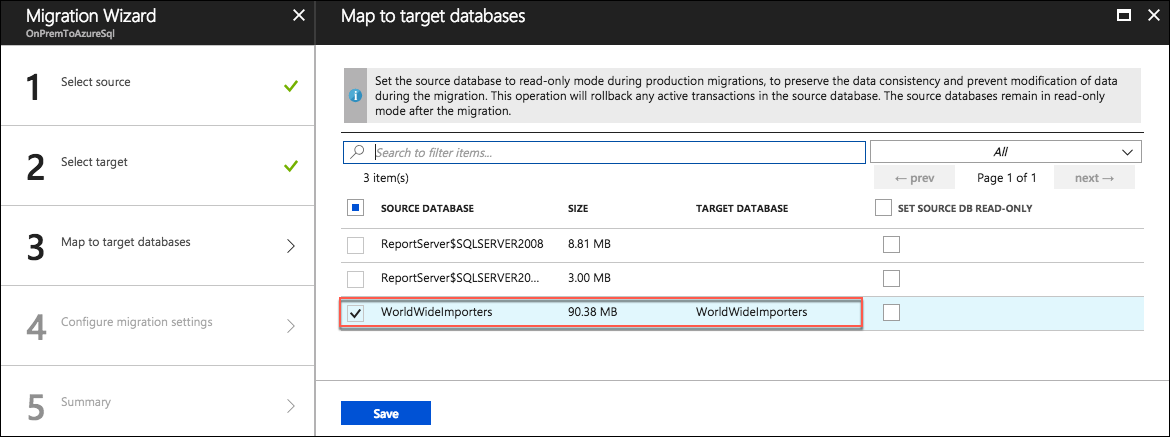 Migration Wizard
OnPremToAzureSql
1
Select source
2
Select target
3
Map to target databases
4
Configure migration settings
5
Summary
Map to target databases
Set the source database to read-only mode during production migrations, to preserve the data consistency and prevent modification of data
during the migration. This operation will rollback any active transactions in the source database. The source databases remain in read-only
mode after the migration.
Search to filter items...
All
3 item(s)
← prev
Page 1 of 1
next →
SOURCE DATABASE SIZE TARGET DATABASE SET SOURCE DB READ-ONLY
ReportServer$SQLSERVER2008 8.81 MB
ReportServer$SQLSERVER20... 3.00 MB
WorldWideImporters 90.38 MB WorldWideImporters
Save